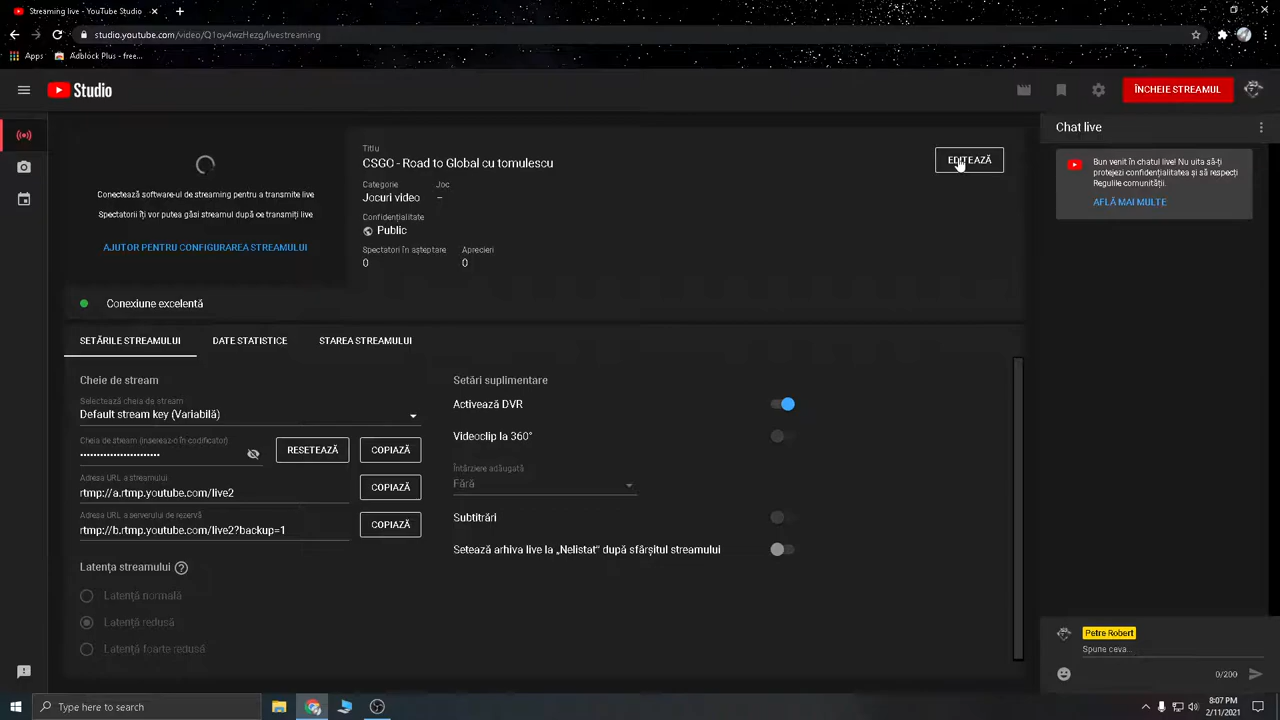 Streaming live - YouTube Studio
studio.youtube.com/video/Q1oy4wzHezg/livestreaming
Apps
Adblock Plus - free...
Studio
ÎNCHEIE STREAMUL
Conectează software-ul de streaming pentru a transmite live
Spectatorii îți vor putea găsi streamul după ce transmiți live
AJUTOR PENTRU CONFIGURAREA STREAMULUI
Titlu
CSGO - Road to Global cu tomulescu
EDITEAZĂ
Categorie
Joc
Jocuri video
–
Confidențialitate
Public
Spectatori în așteptare
Aprecieri
0
0
Conexiune excelentă
SETĂRILE STREAMULUI
DATE STATISTICE
STAREA STREAMULUI
Cheie de stream
Selectează cheia de stream
Default stream key (Variabilă)
Cheia de stream (inserează-o în codificator)
••••••••••••••••••••
RESETEAZĂ
COPIAZĂ
Adresa URL a streamului
rtmp://a.rtmp.youtube.com/live2
COPIAZĂ
Adresa URL a serverului de rezervă
rtmp://b.rtmp.youtube.com/live2?backup=1
COPIAZĂ
Latența streamului
Latență normală
Latență redusă
Latență foarte redusă
Setări suplimentare
Activează DVR
Videoclip la 360°
Întârziere adăugată
Fără
Subtitrări
Setează arhiva live la „Nelistat” după sfârșitul streamului
Chat live
Bun venit în chatul live! Nu uita să-ți
protejezi confidențialitatea și să respecți
Regulile comunității.
AFLĂ MAI MULTE
Petre Robert
Spune ceva...
0/200
Type here to search
8:07 PM
2/11/2021